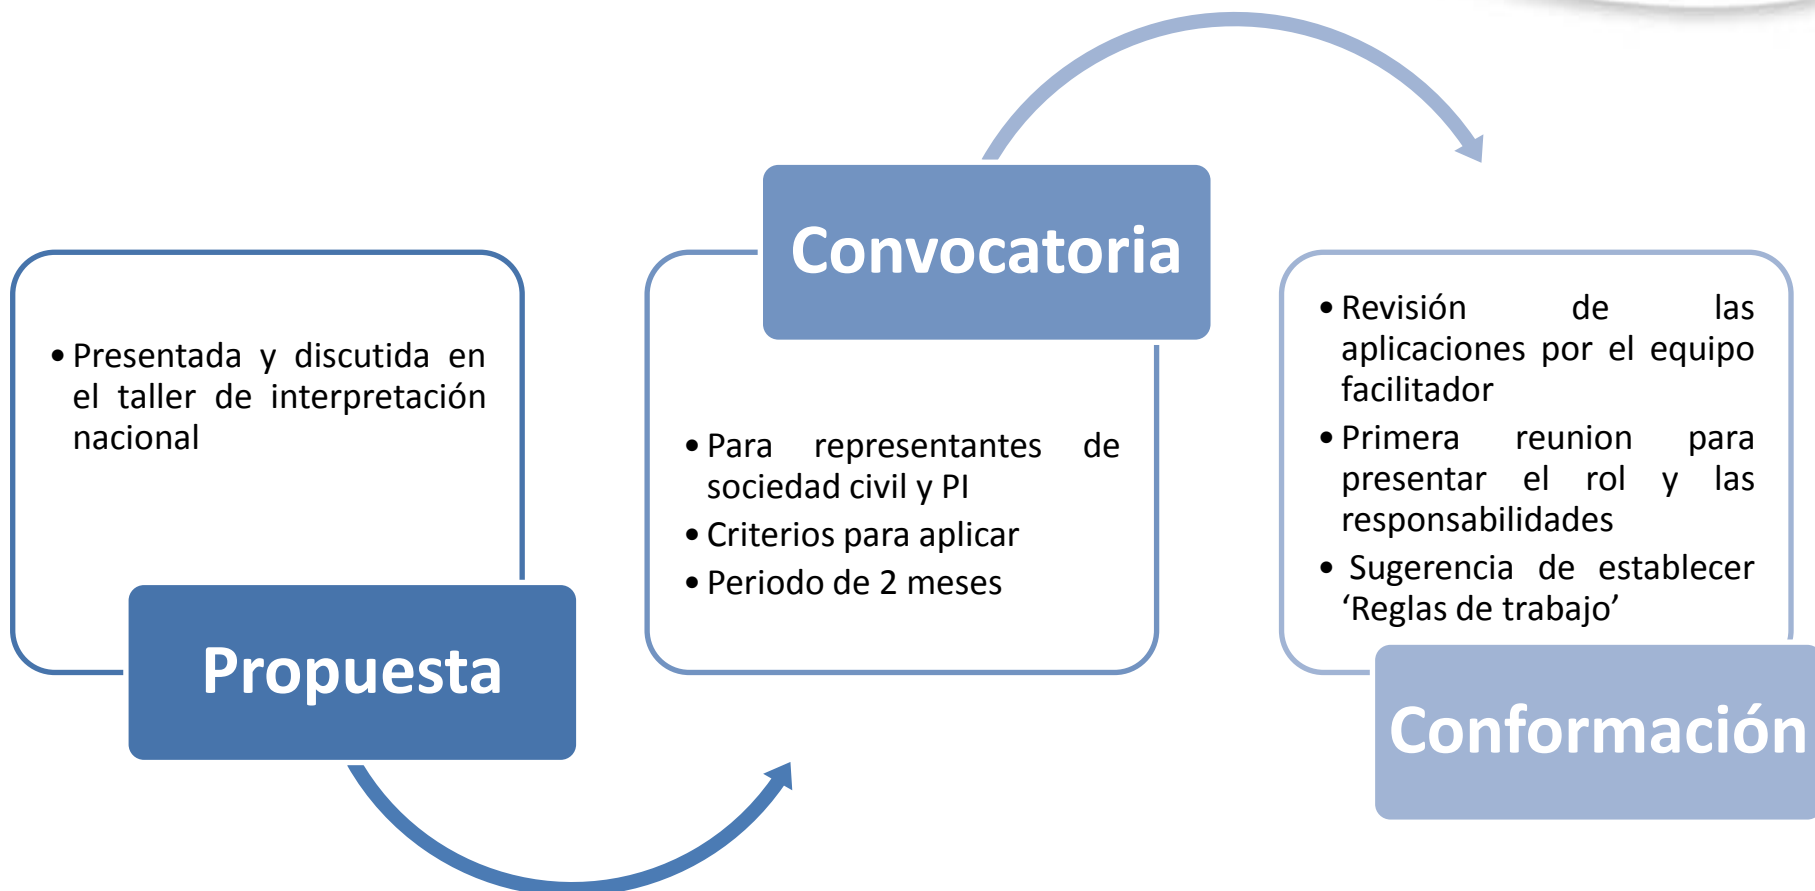 • Presentada y discutida en
el taller de interpretación
nacional
Propuesta
Convocatoria
• Para representantes de
sociedad civil y PI
• Criterios para aplicar
• Periodo de 2 meses
• Revisión de las
aplicaciones por el equipo
facilitador
• Primera reunion para
presentar el rol y las
responsabilidades
• Sugerencia de establecer
‘Reglas de trabajo’
Conformación